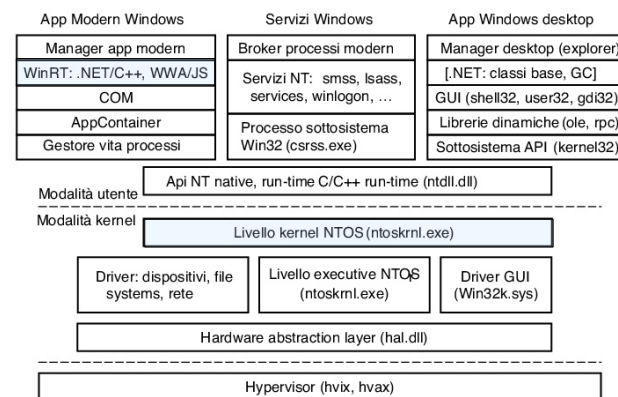 App Modern Windows
Manager app modern
WinRT: .NET/C++, WWA/JS
COM
AppContainer
Gestore vita processi
Servizi Windows
Broker processi modern
Servizi NT: smss, lsass,
services, winlogon, ...
Processo sottosistema
Win32 (csrss.exe)
App Windows desktop
Manager desktop (explorer)
[.NET: classi base, GC]
GUI (shell32, user32, gdi32)
Librerie dinamiche (ole, rpc)
Sottosistema API (kernel32)
Api NT native, run-time C/C++ run-time (ntdll.dll)
Modalità utente
Modalità kernel
Livello kernel NTOS (ntoskrnl.exe)
Driver: dispositivi, file
systems, rete
Livello executive NTOS
(ntoskrnl.exe)
Driver GUI
(Win32k.sys)
Hardware abstraction layer (hal.dll)
Hypervisor (hvix, hvax)